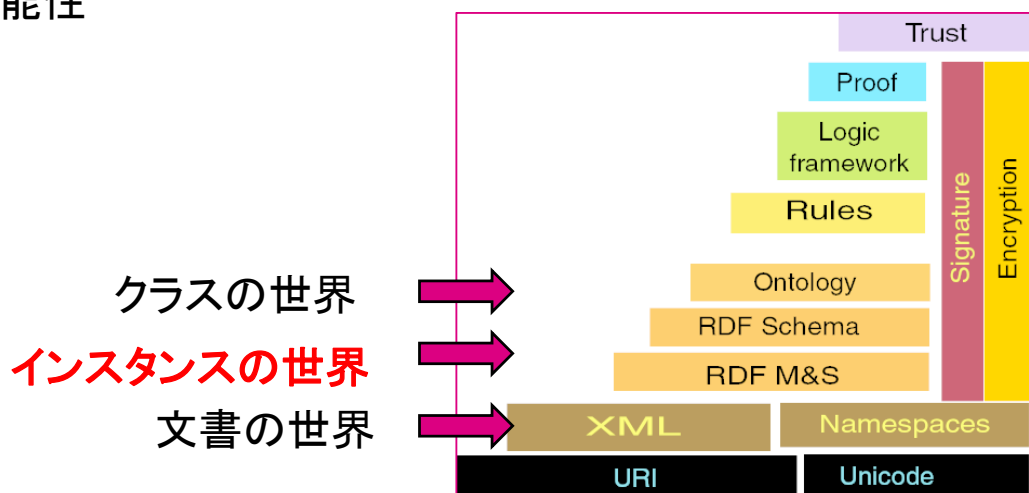 能性
Trust
Proof
Logic
framework
Rules
Signature
Encryption
クラスの世界
Ontology
RDF Schema
インスタンスの世界
RDF M&S
文書の世界
XML
Namespaces
URI
Unicode